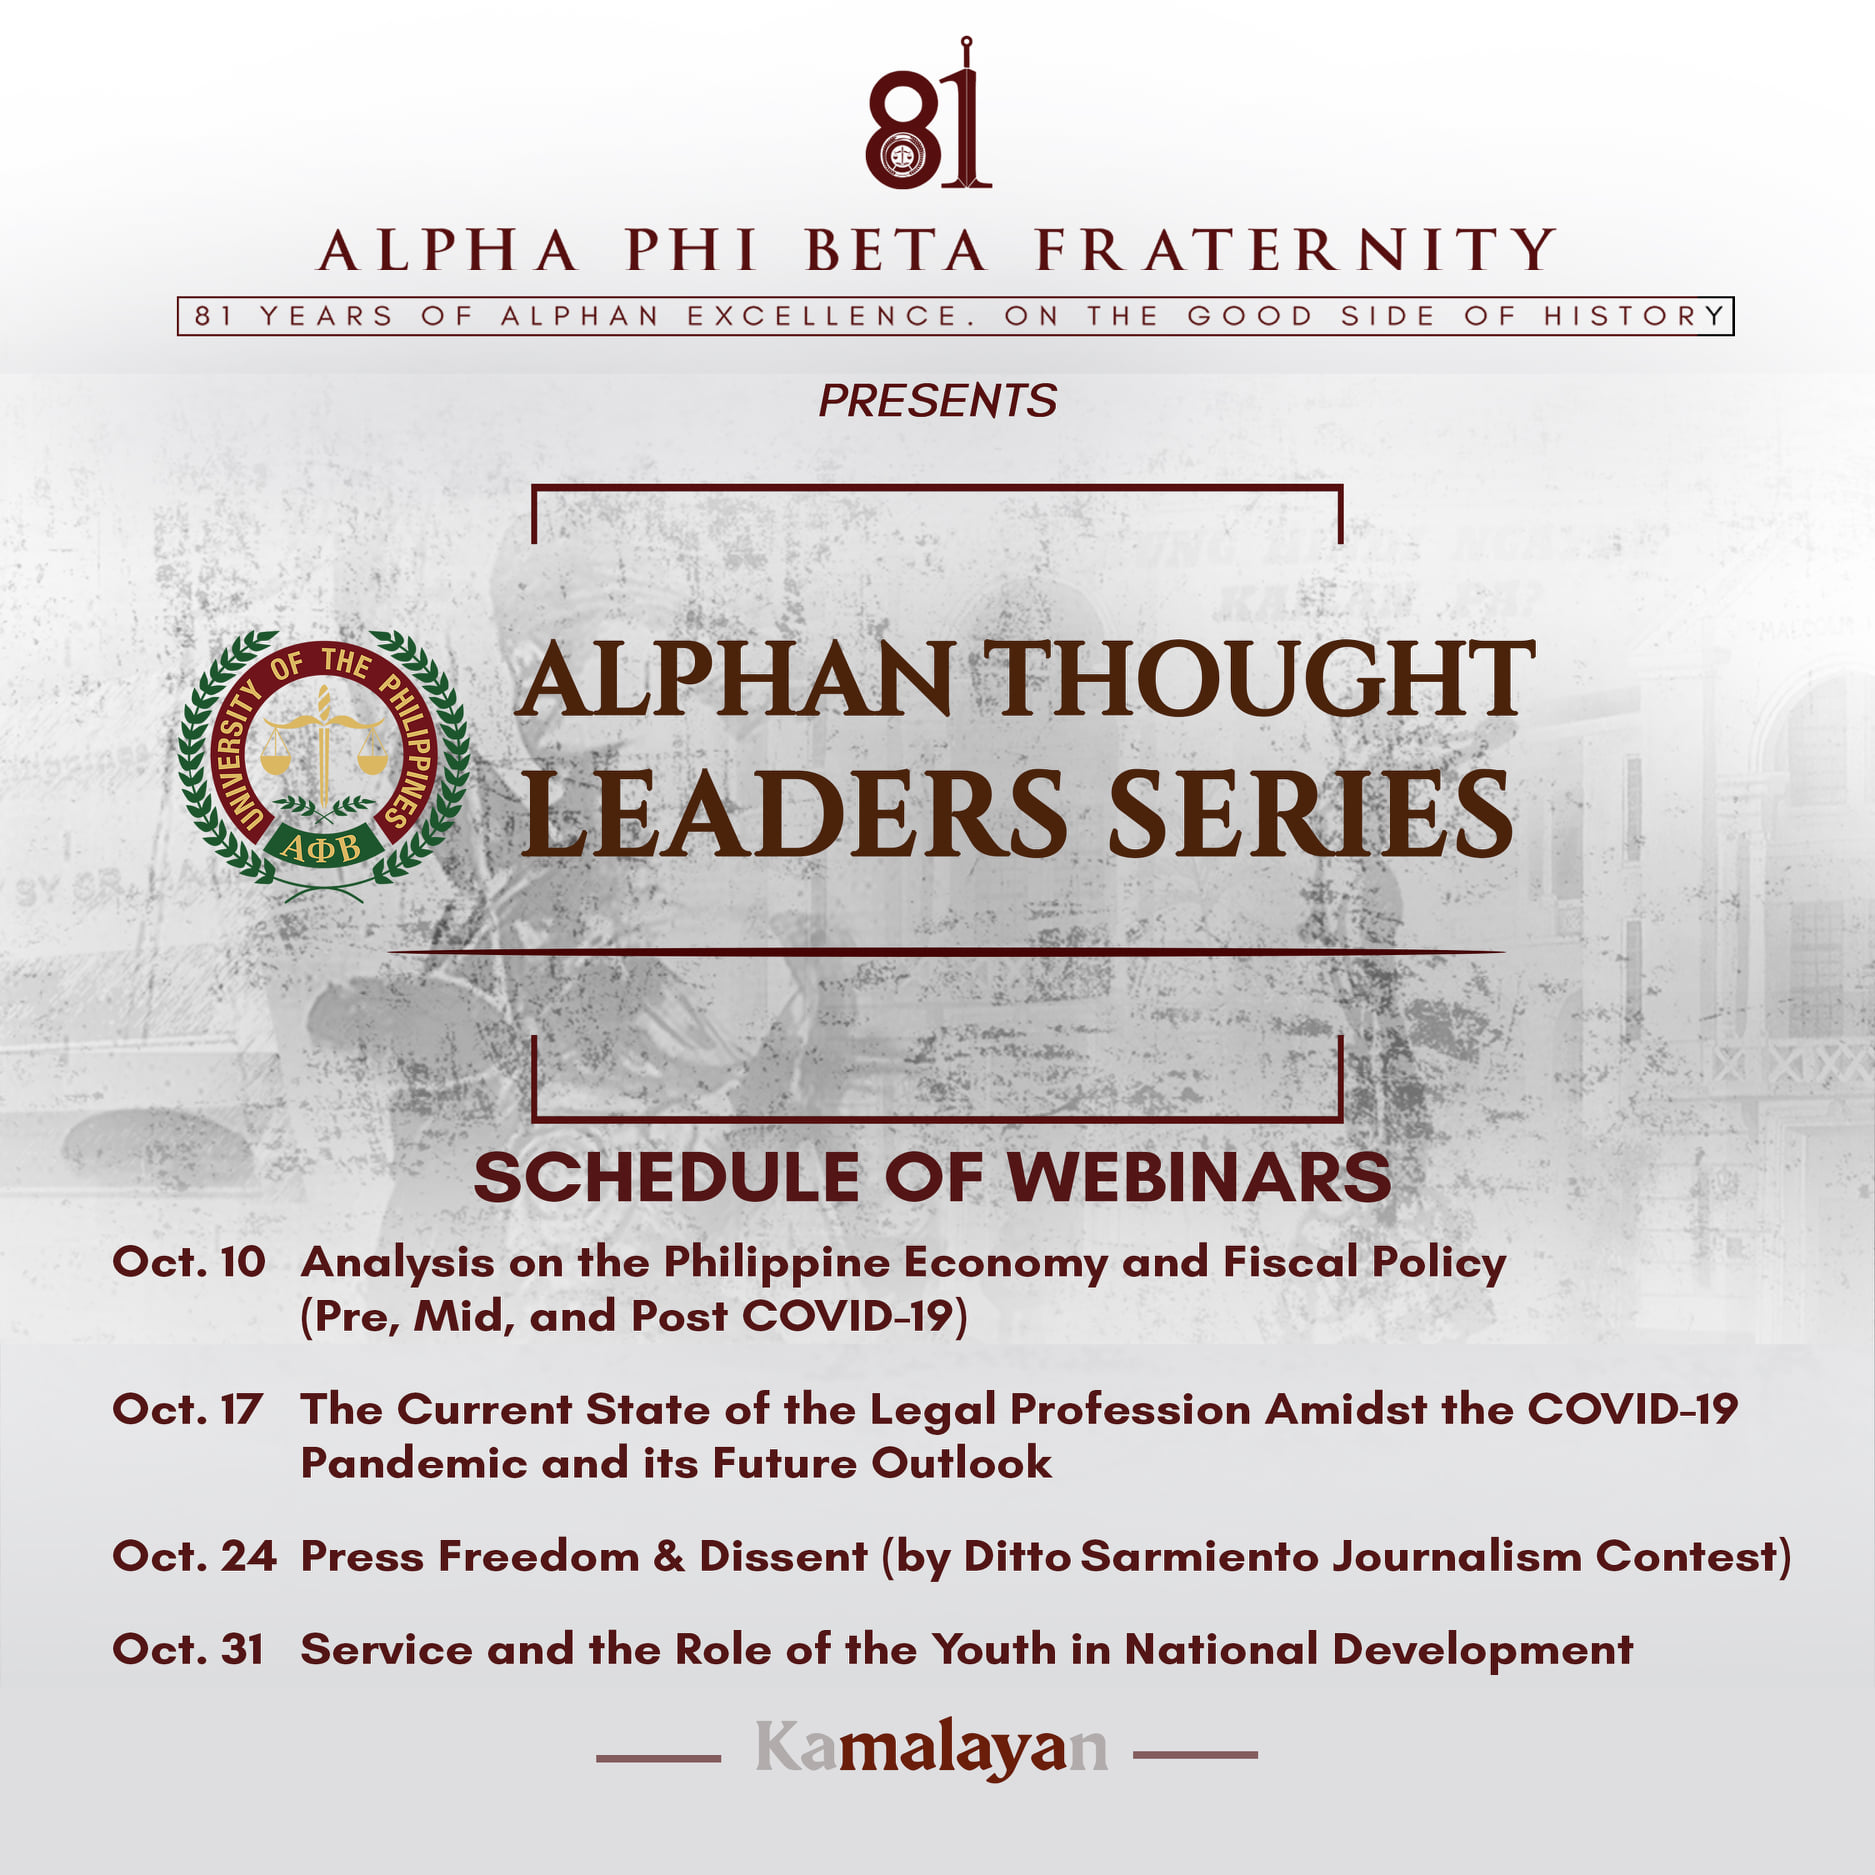 81
ALPHA PHI BETA FRATERNITY
81 YEARS OF ALPHAN EXCELLENCE. ON THE GOOD SIDE OF HISTORY
PRESENTS
UNIVERSITY OF THE PHILIPPINES
ΑΦΒ
ALPHAN THOUGHT
LEADERS SERIES
SCHEDULE OF WEBINARS
Oct. 10 Analysis on the Philippine Economy and Fiscal Policy
(Pre, Mid, and Post COVID-19)
Oct. 17 The Current State of the Legal Profession Amidst the COVID-19
Pandemic and its Future Outlook
Oct. 24 Press Freedom & Dissent (by Ditto Sarmiento Journalism Contest)
Oct. 31 Service and the Role of the Youth in National Development
Kamalayan